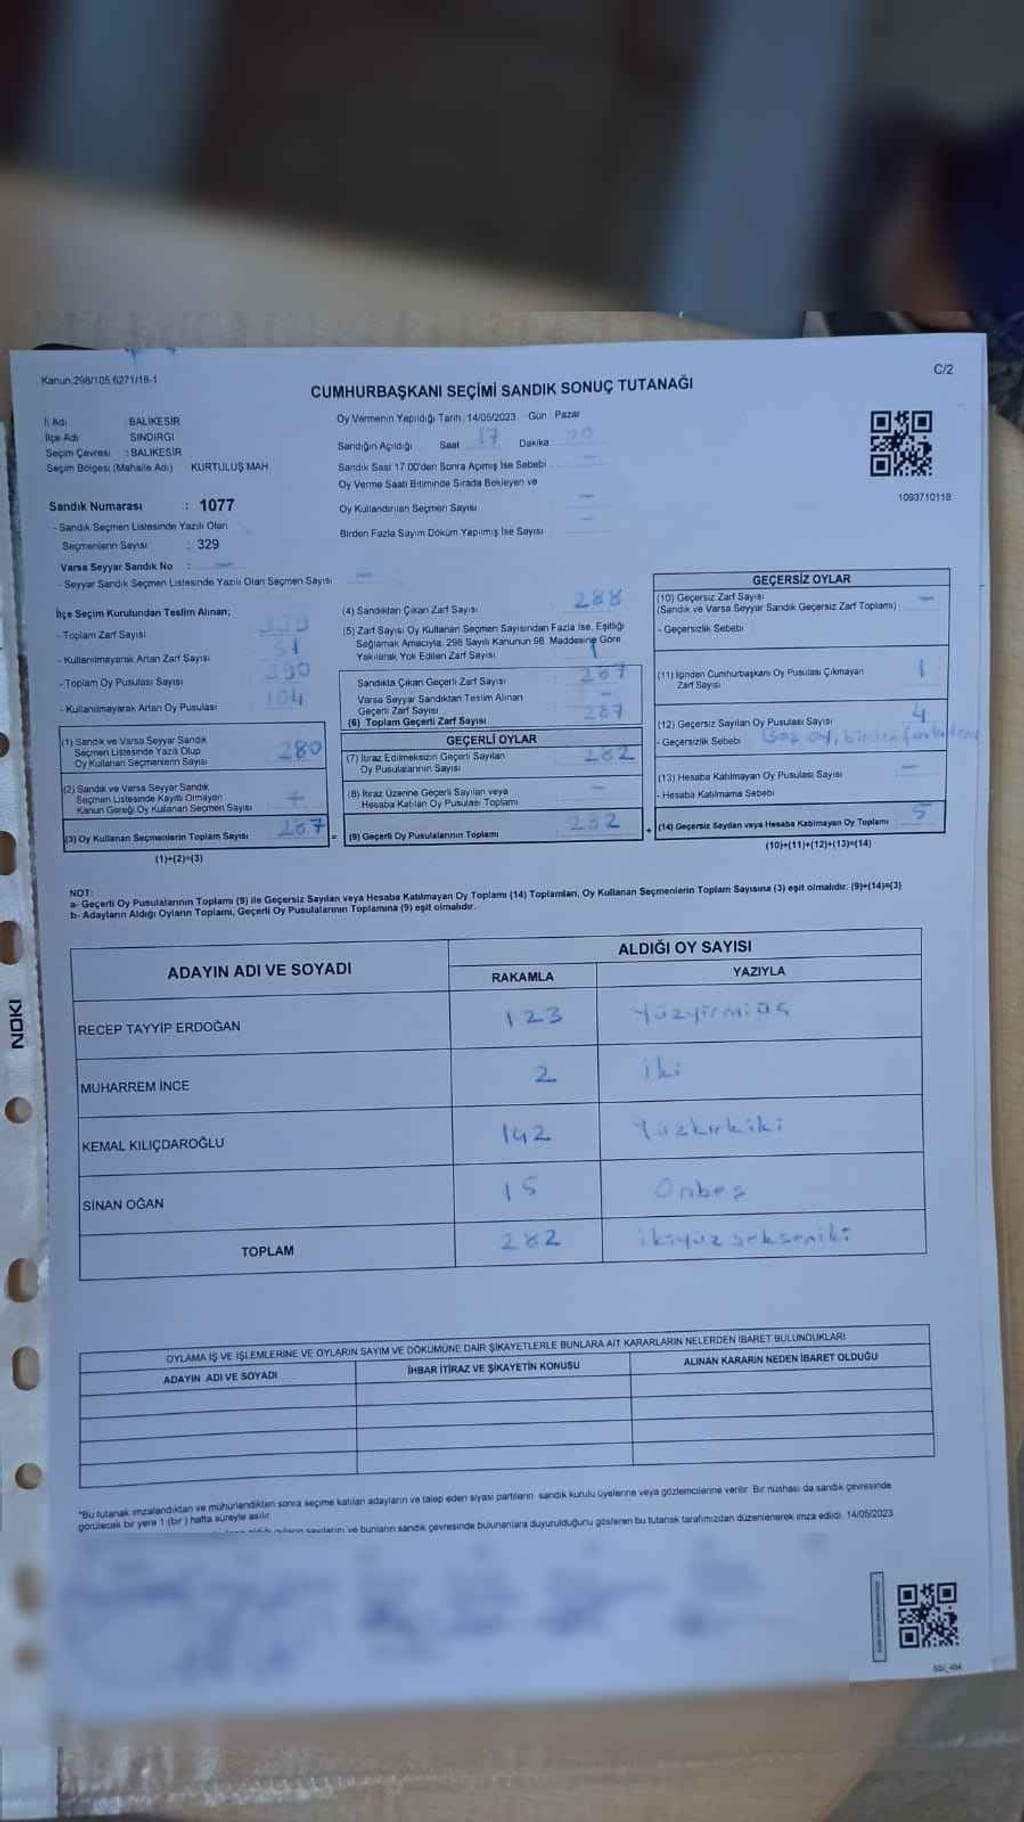 Kanun:298/105,6271/18-1
C/2
CUMHURBAŞKANI SEÇİMİ SANDIK SONUÇ TUTANAĞI
İl Adı : BALIKESİR
İlçe Adı SINDIRGI
Seçim Çevresi : BALIKESİR
Seçim Bölgesi (Mahalle Adı) KURTULUŞ MAH
Sandık Numarası : 1077
- Sandık Seçmen Listesinde Yazılı Olan
Seçmenlerin Sayısı : 329
Varsa Seyyar Sandık No : —
- Seyyar Sandık Seçmen Listesinde Yazılı Olan Seçmen Sayısı —
Oy Vermenin Yapıldığı Tarih: 14/05/2023 Gün Pazar
Sandığın Açıldığı Saat 17 Dakika
Sandık Saat 17:00'den Sonra Açımış İse Sebebi —
Oy Verme Saati Bitiminde Sırada Bekleyen ve
Oy Kullandırılan Seçmen Sayısı —
Birden Fazla Sayım Döküm Yapılmış İse Sayısı —
1093710118
İlçe Seçim Kurulundan Teslim Alınan;
- Toplam Zarf Sayısı
- Kullanılmayarak Artan Zarf Sayısı 51
- Toplam Oy Pusulası Sayısı
- Kullanılmayarak Artan Oy Pusulası 104
(1) Sandık ve Varsa Seyyar Sandık
Seçmen Listesinde Yazılı Olup
Oy Kullanan Seçmenlerin Sayısı 280
(2) Sandık ve Varsa Seyyar Sandık
Seçmen Listesinde Kayıtlı Olmayan
Kanun Gereği Oy Kullanan Seçmen Sayısı
(3) Oy Kullanan Seçmenlerin Toplam Sayısı 287
(1)+(2)=(3)
(4) Sandıktan Çıkan Zarf Sayısı 288
(5) Zarf Sayısı Oy Kullanan Seçmen Sayısından Fazla İse, Eşitliği
Sağlamak Amacıyla, 298 Sayılı Kanunun 98. Maddesine Göre
Yakılarak Yok Edilen Zarf Sayısı 1
Sandıkta Çıkan Geçerli Zarf Sayısı 287
Varsa Seyyar Sandıktan Teslim Alınan
Geçerli Zarf Sayısı —
(6) Toplam Geçerli Zarf Sayısı 287
GEÇERLİ OYLAR
(7) İtiraz Edilmeksizin Geçerli Sayılan
Oy Pusulalarının Sayısı 282
(8) İtiraz Üzerine Geçerli Sayılan veya
Hesaba Katılan Oy Pusulası Toplamı —
(9) Geçerli Oy Pusulalarının Toplamı 282
GEÇERSİZ OYLAR
(10) Geçersiz Zarf Sayısı —
(Sandık ve Varsa Seyyar Sandık Geçersiz Zarf Toplamı)
- Geçersizlik Sebebi
(11) İçinden Cumhurbaşkanı Oy Pusulası Çıkmayan
Zarf Sayısı 1
(12) Geçersiz Sayılan Oy Pusulası Sayısı 4
- Geçersizlik Sebebi Boş oy, birden
(13) Hesaba Katılmayan Oy Pusulası Sayısı —
- Hesaba Katılmama Sebebi
(14) Geçersiz Sayılan veya Hesaba Katılmayan Oy Toplamı 5
(10)+(11)+(12)+(13)=(14)
NOT:
a- Geçerli Oy Pusulalarının Toplamı (9) ile Geçersiz Sayılan veya Hesaba Katılmayan Oy Toplamı (14) Toplamları, Oy Kullanan Seçmenlerin Toplam Sayısına (3) eşit olmalıdır. (9)+(14)=(3)
b- Adayların Aldığı Oyların Toplamı, Geçerli Oy Pusulalarının Toplamına (9) eşit olmalıdır.
ADAYIN ADI VE SOYADI
ALDIĞI OY SAYISI
RAKAMLA YAZIYLA
RECEP TAYYİP ERDOĞAN 123 Yüzyirmiüç
MUHARREM İNCE 2 iki
KEMAL KILIÇDAROĞLU 142 Yüzkırkiki
SİNAN OĞAN 15 Onbeş
TOPLAM 282 ikiyüz sekseniki
OYLAMA İŞ VE İŞLEMLERİNE VE OYLARIN SAYIM VE DÖKÜMÜNE DAİR ŞİKAYETLERLE BUNLARA AİT KARARLARIN NELERDEN İBARET BULUNDUKLARI
ADAYIN ADI VE SOYADI İHBAR İTİRAZ VE ŞİKAYETİN KONUSU ALINAN KARARIN NEDEN İBARET OLDUĞU
*Bu tutanak imzalandıktan ve mühürlendikten sonra seçime katılan adayların ve talep eden siyasi partilerin sandık kurulu üyelerine veya gözlemcilerine verilir. Bir nüshası da sandık çevresinde
görülecek bir yere 1 (bir) hafta süreyle asılır.
ve bunların sandık çevresinde bulunanlara duyurulduğunu gösteren bu tutanak tarafımızdan düzenlenerek imza edildi. 14/05/2023
NOKI